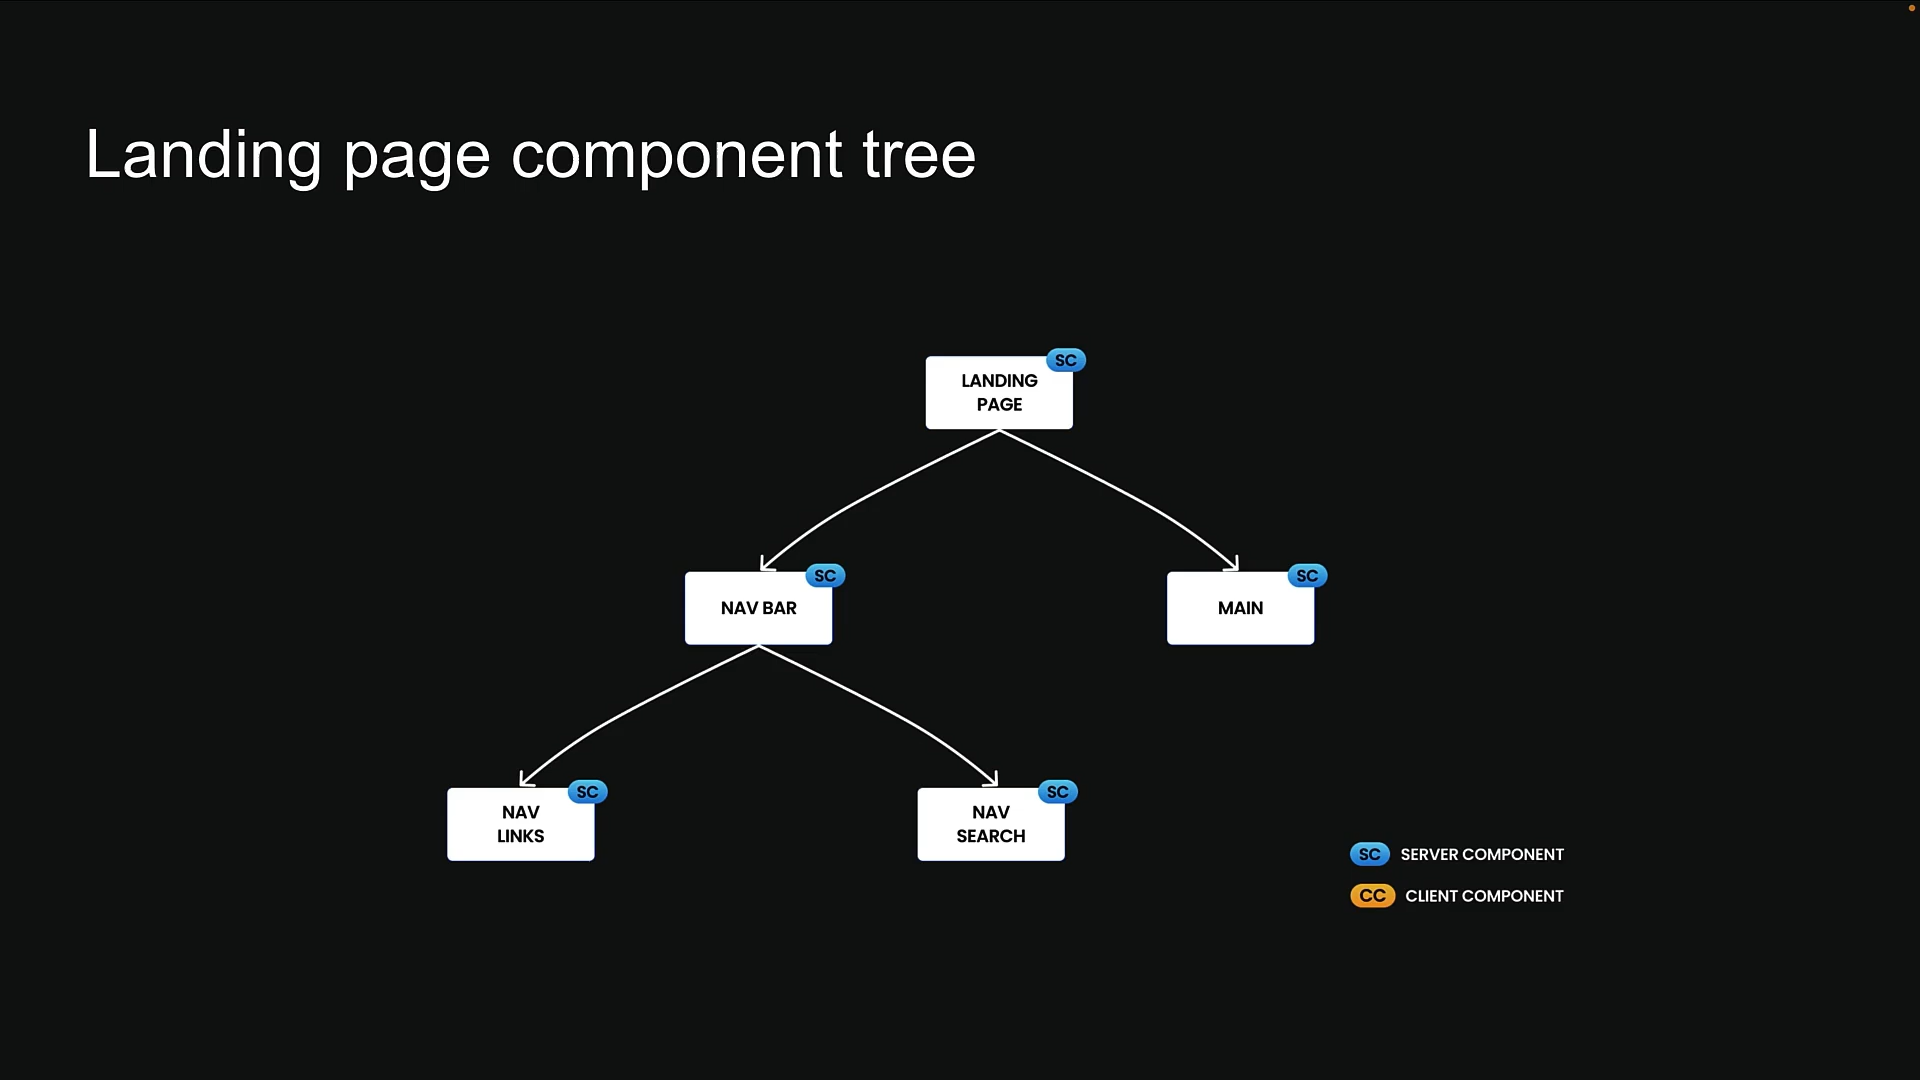 Landing page component tree
SC
LANDING
PAGE
SC
NAV BAR
SC
MAIN
SC
NAV
LINKS
SC
NAV
SEARCH
SC SERVER COMPONENT
CC CLIENT COMPONENT